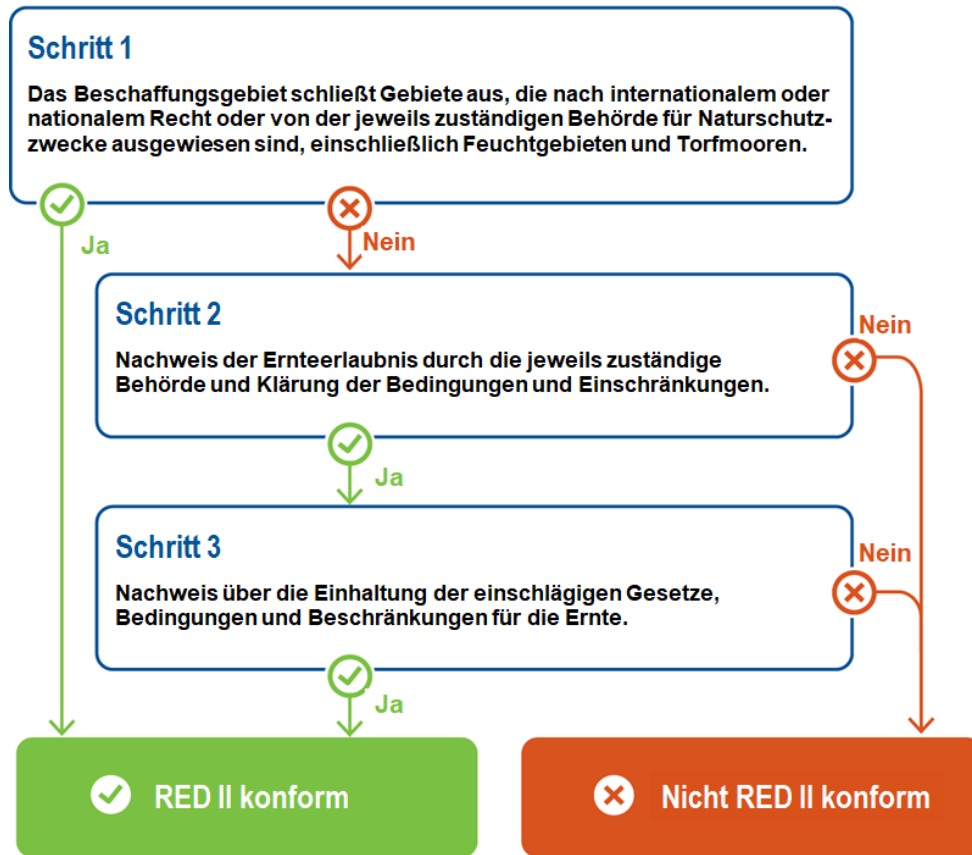 Schritt 1
Das Beschaffungsgebiet schließt Gebiete aus, die nach internationalem oder
nationalem Recht oder von der jeweils zuständigen Behörde für Naturschutz-
zwecke ausgewiesen sind, einschließlich Feuchtgebieten und Torfmooren.
Ja
Nein
Schritt 2
Nachweis der Ernteerlaubnis durch die jeweils zuständige
Behörde und Klärung der Bedingungen und Einschränkungen.
Nein
Ja
Schritt 3
Nachweis über die Einhaltung der einschlägigen Gesetze,
Bedingungen und Beschränkungen für die Ernte.
Nein
Ja
RED II konform
Nicht RED II konform